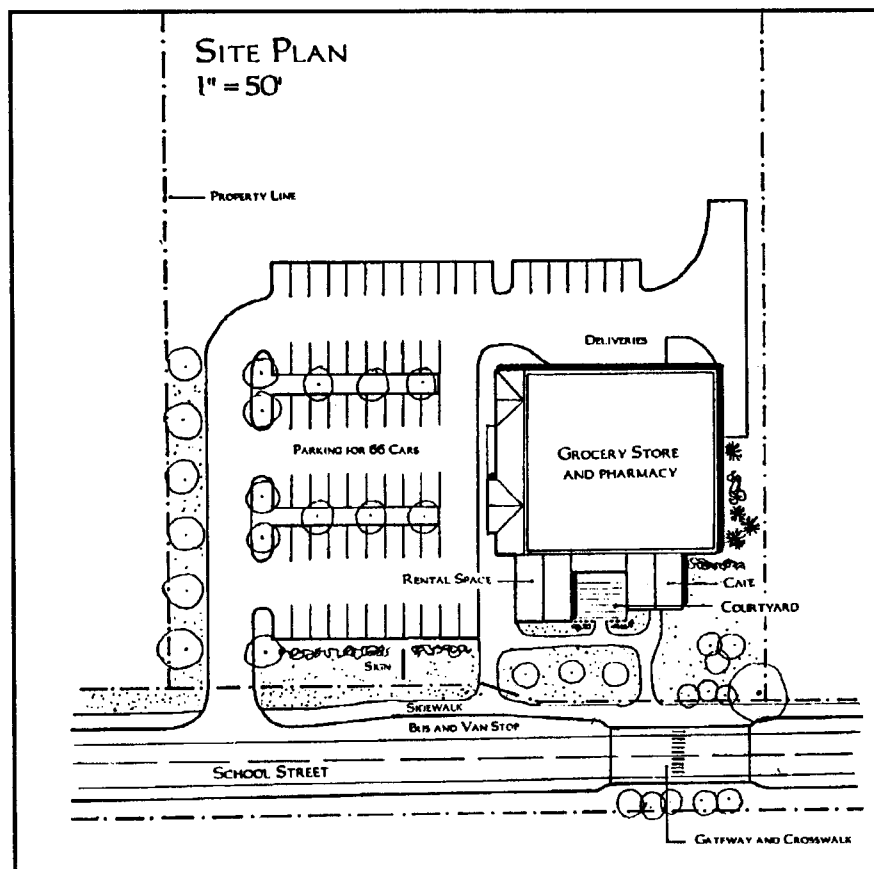 SITE PLAN
1" = 50'
PROPERTY LINE
DELIVERIES
PARKING FOR 66 CARS
GROCERY STORE
AND PHARMACY
RENTAL SPACE
CAFE
COURTYARD
SIGN
SIDEWALK
BUS AND VAN STOP
SCHOOL STREET
GATEWAY AND CROSSWALK